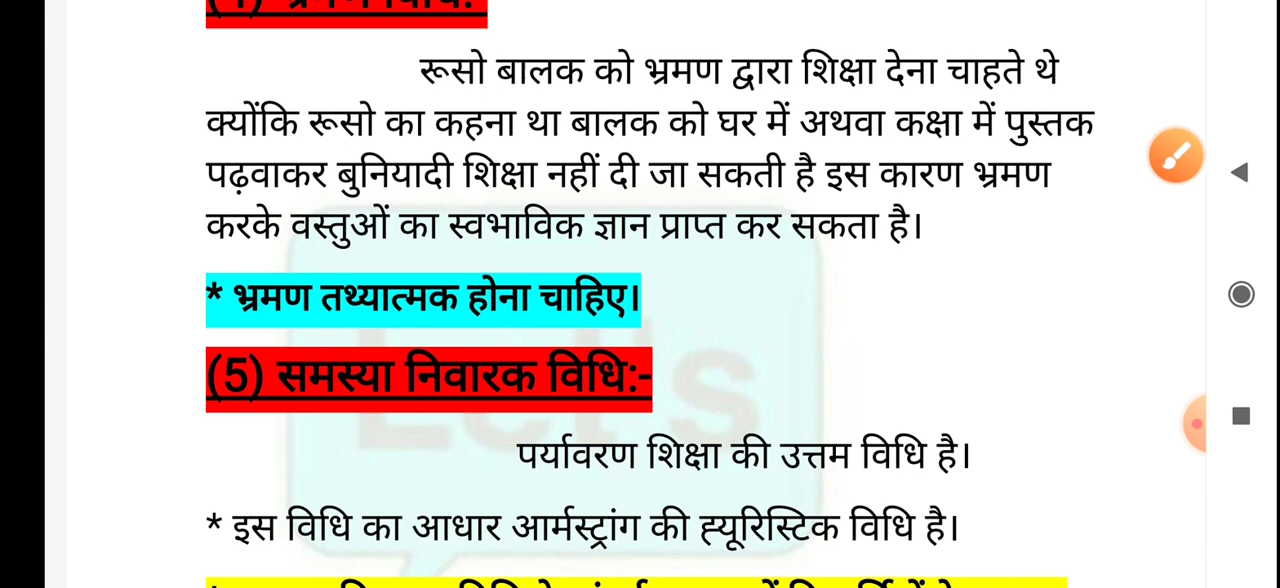 रूसो बालक को भ्रमण द्वारा शिक्षा देना चाहते थे
क्योंकि रूसो का कहना था बालक को घर में अथवा कक्षा में पुस्तक
पढ़वाकर बुनियादी शिक्षा नहीं दी जा सकती है इस कारण भ्रमण
करके वस्तुओं का स्वभाविक ज्ञान प्राप्त कर सकता है।
* भ्रमण तथ्यात्मक होना चाहिए।
(5) समस्या निवारक विधि:-
पर्यावरण शिक्षा की उत्तम विधि है।
* इस विधि का आधार आर्मस्ट्रांग की ह्यूरिस्टिक विधि है।
Let's